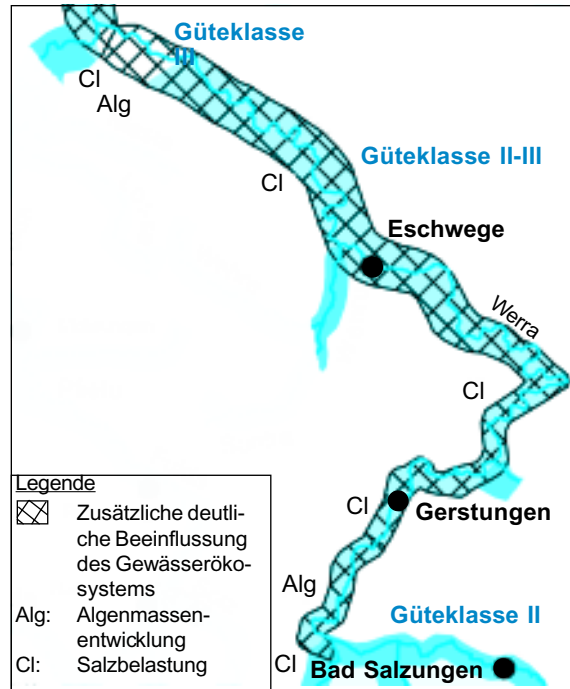 Güteklasse
III
Cl
Alg
Güteklasse II-III
Cl
Eschwege
Werra
Cl
Legende
Zusätzliche deutli-
che Beeinflussung
des Gewässeröko-
systems
Alg: Algenmassen-
entwicklung
Cl: Salzbelastung
Cl
Gerstungen
Alg
Güteklasse II
Cl
Bad Salzungen